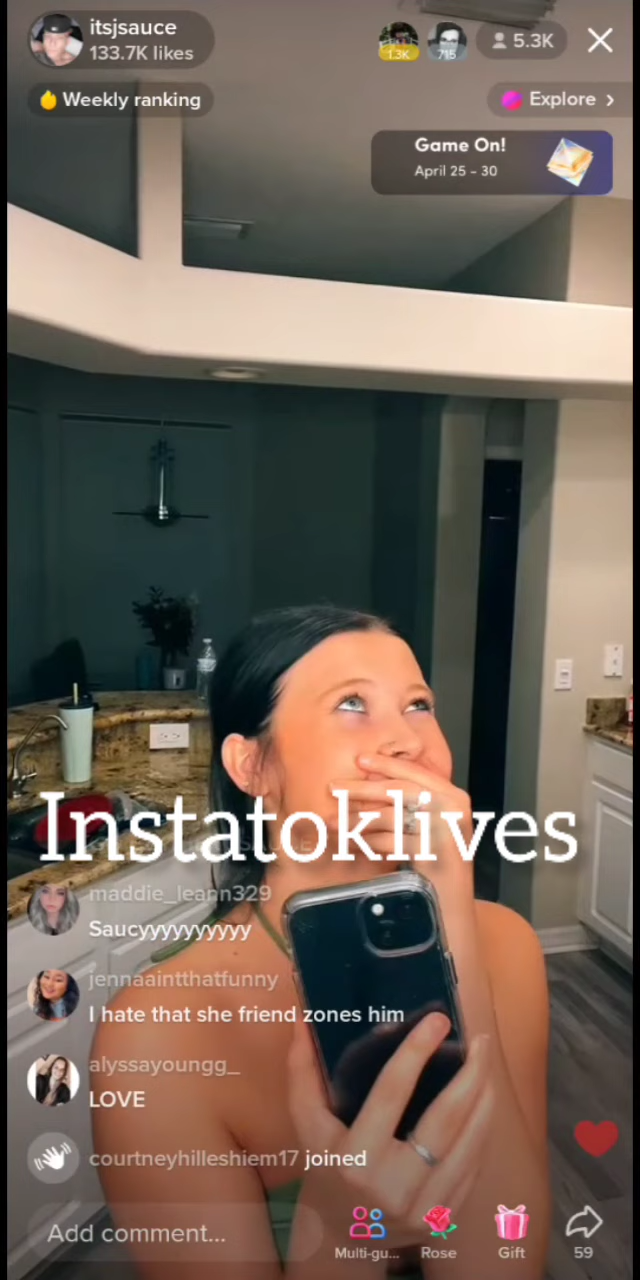 itsjsauce
133.7K likes
1.3K
715
5.3K
Weekly ranking
Explore >
Game On!
April 25 - 30
Instatoklives
maddie_leann329
Saucyyyyyyyyyy
jennaaintthatfunny
I hate that she friend zones him
alyssayoungg_
LOVE
courtneyhilleshiem17 joined
Add comment...
Multi-gu...
Rose
Gift
59